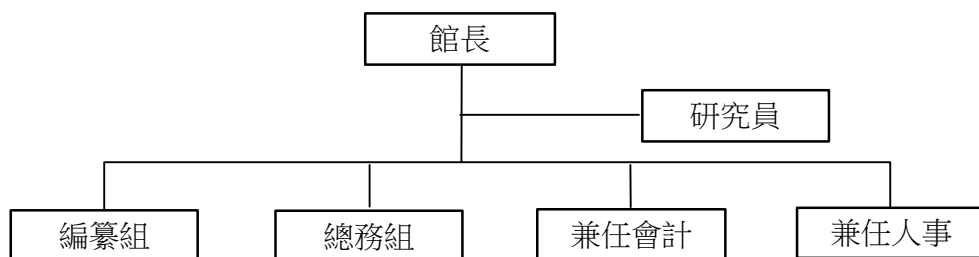 館長
研究員
編纂組
總務組
兼任會計
兼任人事